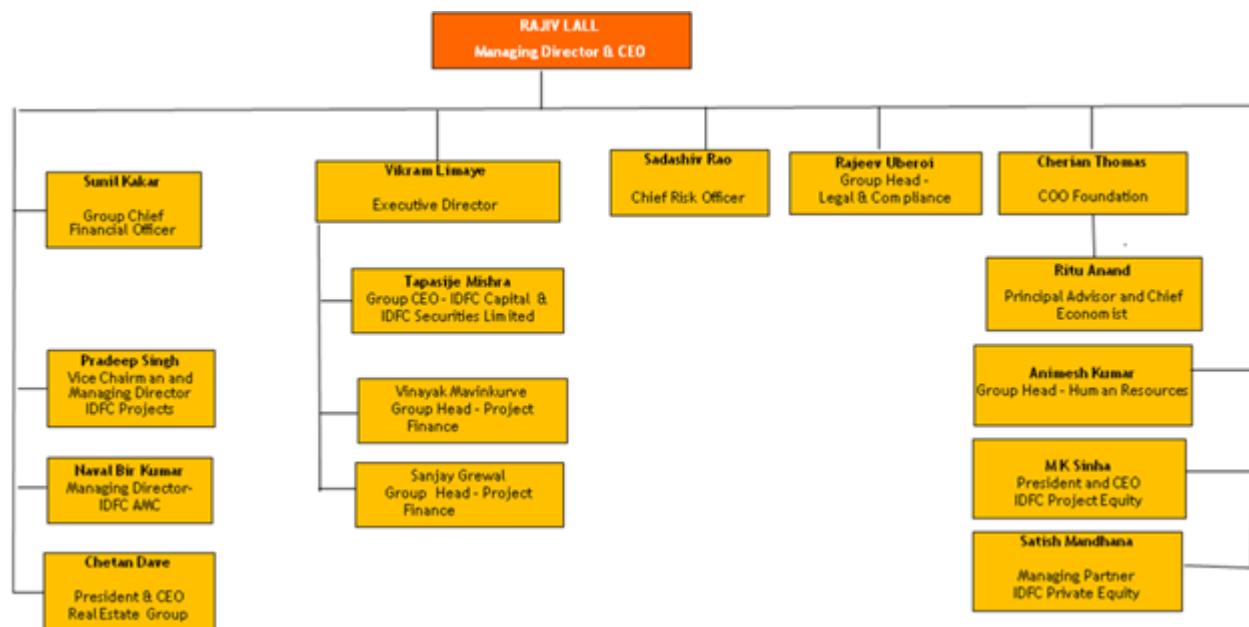 RAJIV LALL
Managing Director & CEO
Sunil Kakar
Group Chief
Financial Officer
Vikram Limaye
Executive Director
Sadashiv Rao
Chief Risk Officer
Rajeev Uberoi
Group Head -
Legal & Compliance
Cherian Thomas
COO Foundation
Tapasije Mishra
Group CEO - IDFC Capital &
IDFC Securities Limited
Ritu Anand
Principal Advisor and Chief
Economist
Pradeep Singh
Vice Chairman and
Managing Director
IDFC Projects
Vinayak Mavinkurve
Group Head - Project
Finance
Animesh Kumar
Group Head - Human Resources
Naval Bir Kumar
Managing Director-
IDFC AMC
Sanjay Grewal
Group Head - Project
Finance
MK Sinha
President and CEO
IDFC Project Equity
Chetan Dave
President & CEO
Real Estate Group
Satish Mandhana
Managing Partner
IDFC Private Equity